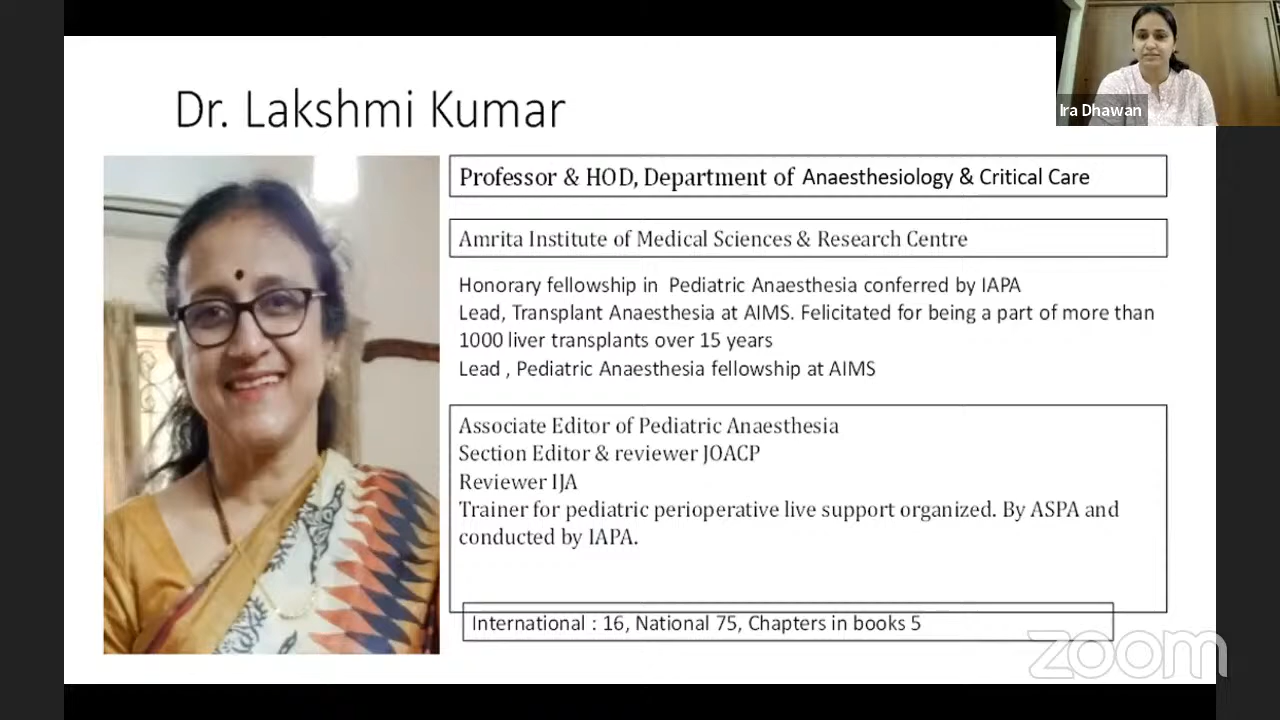 Dr. Lakshmi Kumar
Ira Dhawan
Professor & HOD, Department of Anaesthesiology & Critical Care
Amrita Institute of Medical Sciences & Research Centre
Honorary fellowship in  Pediatric Anaesthesia conferred by IAPA
Lead, Transplant Anaesthesia at AIMS. Felicitated for being a part of more than
1000 liver transplants over 15 years
Lead , Pediatric Anaesthesia fellowship at AIMS
Associate Editor of Pediatric Anaesthesia
Section Editor & reviewer JOACP
Reviewer IJA
Trainer for pediatric perioperative live support organized. By ASPA and
conducted by IAPA.
International : 16, National 75, Chapters in books 5
zoom